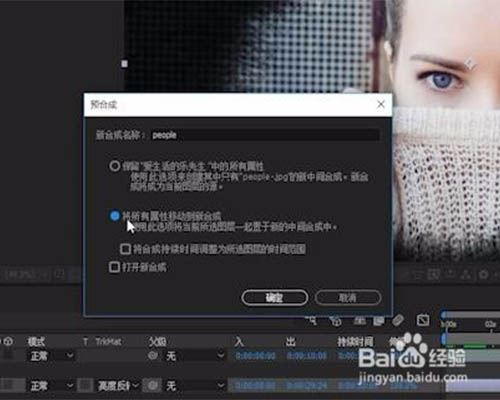 预合成
新合成名称： people
保留"爱生活的乐先生"中的所有属性
使用此选项来创建其中只有"people-jpg"的新中间合成。新合
成将成为当前图层的源。
将所有属性移动到新合成
使用此选项将当前所选图层一起置于新的中间合成中。
将合成持续时间调整为所选图层的时间范围
打开新合成
确定 取消
模式 T TrkMat 父级 入 出 持续时间
正常 无 0:00:00:00 0:00:10:00
正常 亮度反转 无 0:00:00:00 0:00:29:24
Baidu经验
jingyan.baidu.com